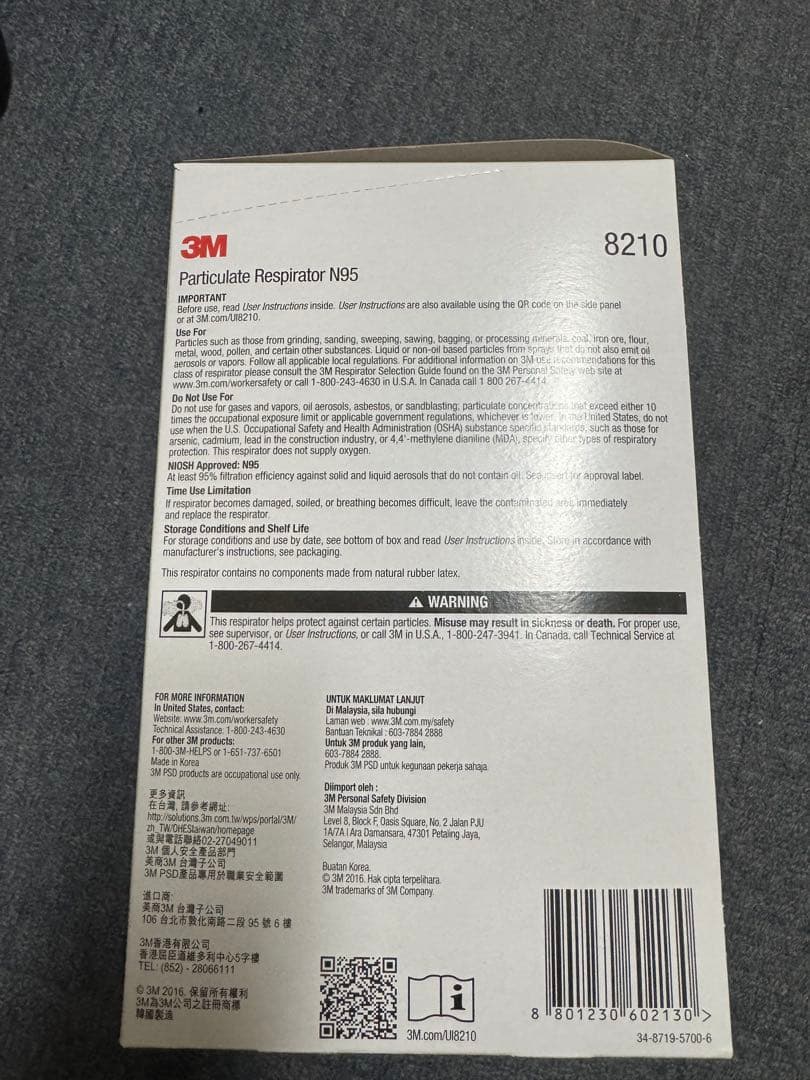 3M
8210
Particulate Respirator N95
IMPORTANT
Before use, read User Instructions inside. User Instructions are also available using the QR code on the side panel
or at 3M.com/UI8210.
Use For
Particles such as those from grinding, sanding, sweeping, sawing, bagging, or processing minerals, coal, iron ore, flour,
metal, wood, pollen, and certain other substances. Liquid or non-oil based particles from sprays that do not also emit oil
aerosols or vapors. Follow all applicable local regulations. For additional information on 3M use recommendations for this
class of respirator please consult the 3M Respirator Selection Guide found on the 3M Personal Safety web site at
www.3m.com/workersafety or call 1-800-243-4630 in U.S.A. In Canada call 1 800 267-4414.
Do Not Use For
Do not use for gases and vapors, oil aerosols, asbestos, or sandblasting; particulate concentrations that exceed either 10
times the occupational exposure limit or applicable government regulations, whichever is lower. In the United States, do not
use when the U.S. Occupational Safety and Health Administration (OSHA) substance specific standards, such as those for
arsenic, cadmium, lead in the construction industry, or 4,4'-methylene dianiline (MDA), specify other types of respiratory
protection. This respirator does not supply oxygen.
NIOSH Approved: N95
At least 95% filtration efficiency against solid and liquid aerosols that do not contain oil. See insert for approval label.
Time Use Limitation
If respirator becomes damaged, soiled, or breathing becomes difficult, leave the contaminated area immediately
and replace the respirator.
Storage Conditions and Shelf Life
For storage conditions and use by date, see bottom of box and read User Instructions inside. Store in accordance with
manufacturer's instructions, see packaging.
This respirator contains no components made from natural rubber latex.
WARNING
This respirator helps protect against certain particles. Misuse may result in sickness or death. For proper use,
see supervisor, or User Instructions, or call 3M in U.S.A., 1-800-247-3941. In Canada, call Technical Service at
1-800-267-4414.
FOR MORE INFORMATION
In United States, contact:
Website: www.3m.com/workersafety
Technical Assistance: 1-800-243-4630
For other 3M products:
1-800-3M-HELPS or 1-651-737-6501
Made in Korea
3M PSD products are occupational use only.
更多資訊
在台灣, 請參考網址:
http://solutions.3m.com.tw/wps/portal/3M/
zh_TW/OHEStaiwan/homepage
或與電話聯絡02-27049011
3M 個人安全產品部門
美商3M 台灣子公司
3M PSD產品專用於職業安全範圍
進口商:
美商3M 台灣子公司
106 台北市敦化南路二段 95 號 6 樓
3M香港有限公司
香港屈臣道維多利中心5字樓
TEL: (852) - 28066111
© 3M 2016. 保留所有權利
3M為3M公司之註冊商標
韓國製造
UNTUK MAKLUMAT LANJUT
Di Malaysia, sila hubungi
Laman web : www.3M.com.my/safety
Bantuan Teknikal : 603-7884 2888
Untuk 3M produk yang lain,
603-7884 2888.
Produk 3M PSD untuk kegunaan pekerja sahaja.
Diimport oleh :
3M Personal Safety Division
3M Malaysia Sdn Bhd
Level 8, Block F, Oasis Square, No. 2 Jalan PJU
1A/7A | Ara Damansara, 47301 Petaling Jaya,
Selangor, Malaysia
Buatan Korea.
© 3M 2016. Hak cipta terpelihara.
3M trademarks of 3M Company.
i
3M.com/UI8210
8 801230 602130 >
34-8719-5700-6